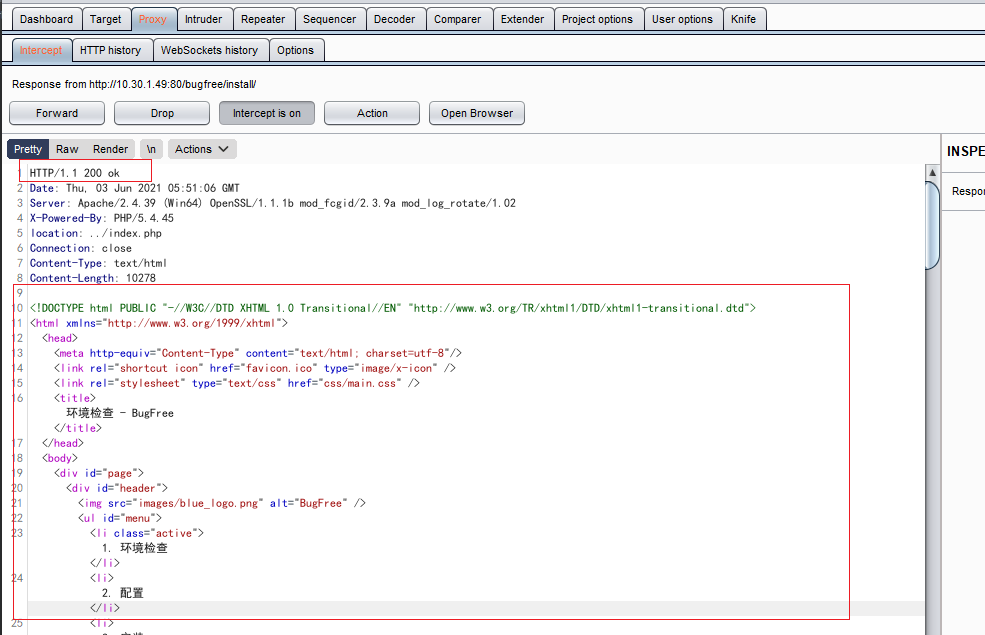 Dashboard Target Proxy Intruder Repeater Sequencer Decoder Comparer Extender Project options User options Knife
Intercept HTTP history WebSockets history Options
Response from http://10.30.1.49:80/bugfree/install/
Forward Drop Intercept is on Action Open Browser
Pretty Raw Render \n Actions
INSPE
Respor
1 HTTP/1.1 200 ok
2 Date: Thu, 03 Jun 2021 05:51:06 GMT
3 Server: Apache/2.4.39 (Win64) OpenSSL/1.1.1b mod_fcgid/2.3.9a mod_log_rotate/1.02
4 X-Powered-By: PHP/5.4.45
5 location: ../index.php
6 Connection: close
7 Content-Type: text/html
8 Content-Length: 10278
9
10 <!DOCTYPE html PUBLIC "-//W3C//DTD XHTML 1.0 Transitional//EN" "http://www.w3.org/TR/xhtml1/DTD/xhtml1-transitional.dtd">
11 <html xmlns="http://www.w3.org/1999/xhtml">
12 <head>
13 <meta http-equiv="Content-Type" content="text/html; charset=utf-8"/>
14 <link rel="shortcut icon" href="favicon.ico" type="image/x-icon" />
15 <link rel="stylesheet" type="text/css" href="css/main.css" />
16 <title>
环境检查 - BugFree
</title>
17 </head>
18 <body>
19 <div id="page">
20 <div id="header">
21 <img src="images/blue_logo.png" alt="BugFree" />
22 <ul id="menu">
23 <li class="active">
1. 环境检查
</li>
24 <li>
2. 配置
</li>
25 <li>